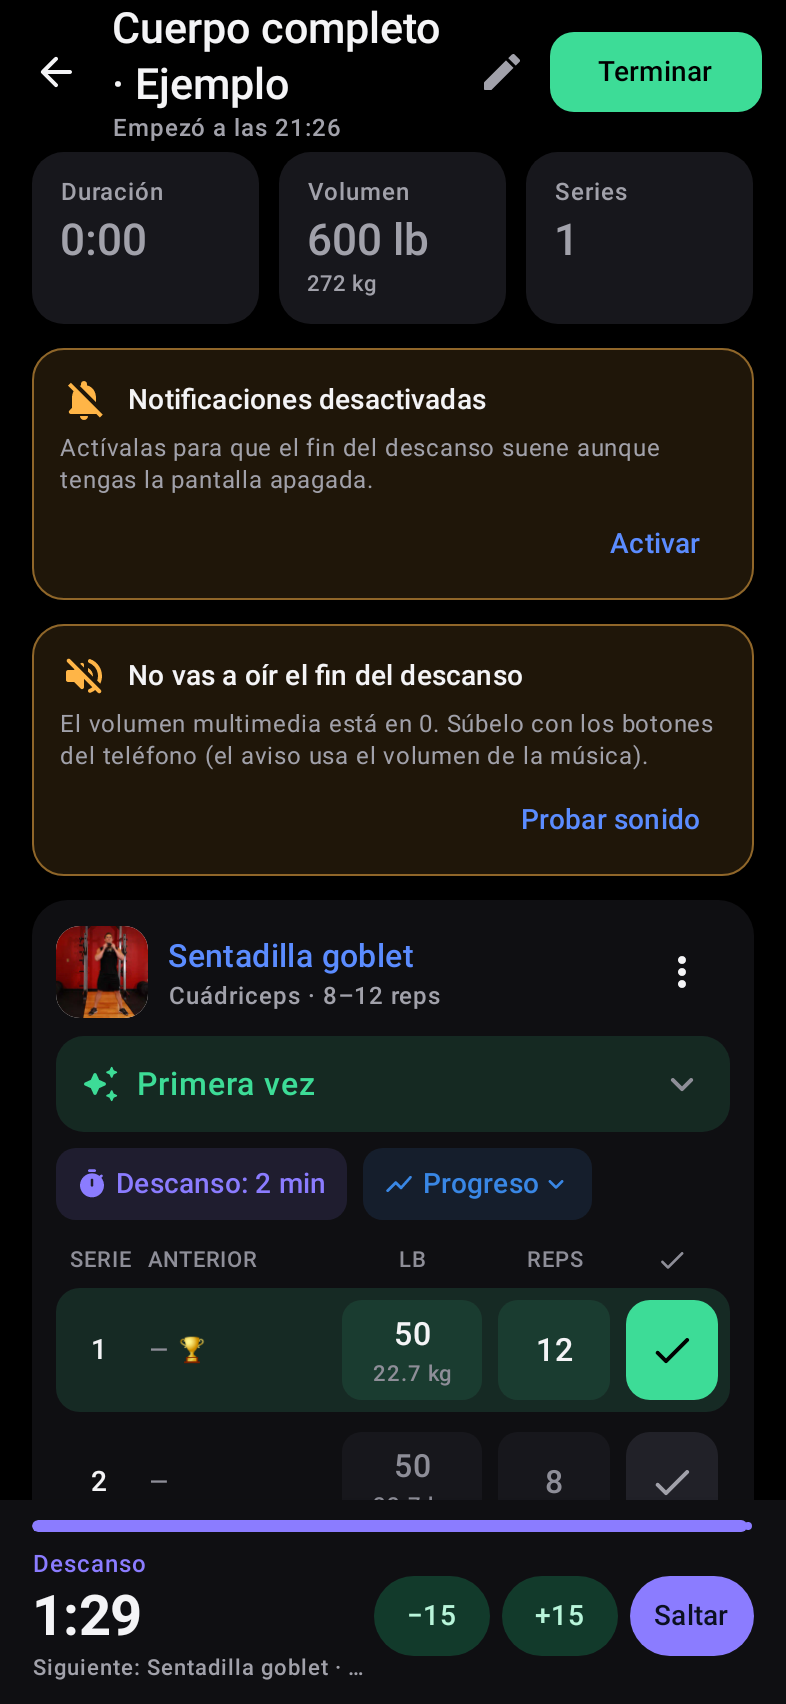 Cuerpo completo
· Ejemplo
Empezó a las 21:26
Terminar
Duración
0:00
Volumen
600 lb
272 kg
Series
1
Notificaciones desactivadas
Actívalas para que el fin del descanso suene aunque
tengas la pantalla apagada.
Activar
No vas a oír el fin del descanso
El volumen multimedia está en 0. Súbelo con los botones
del teléfono (el aviso usa el volumen de la música).
Probar sonido
Sentadilla goblet
Cuádriceps · 8–12 reps
Primera vez
Descanso: 2 min
Progreso
SERIE ANTERIOR LB REPS
1 – 50 12
22.7 kg
2 – 50 8
Descanso
1:29
Siguiente: Sentadilla goblet · …
−15
+15
Saltar